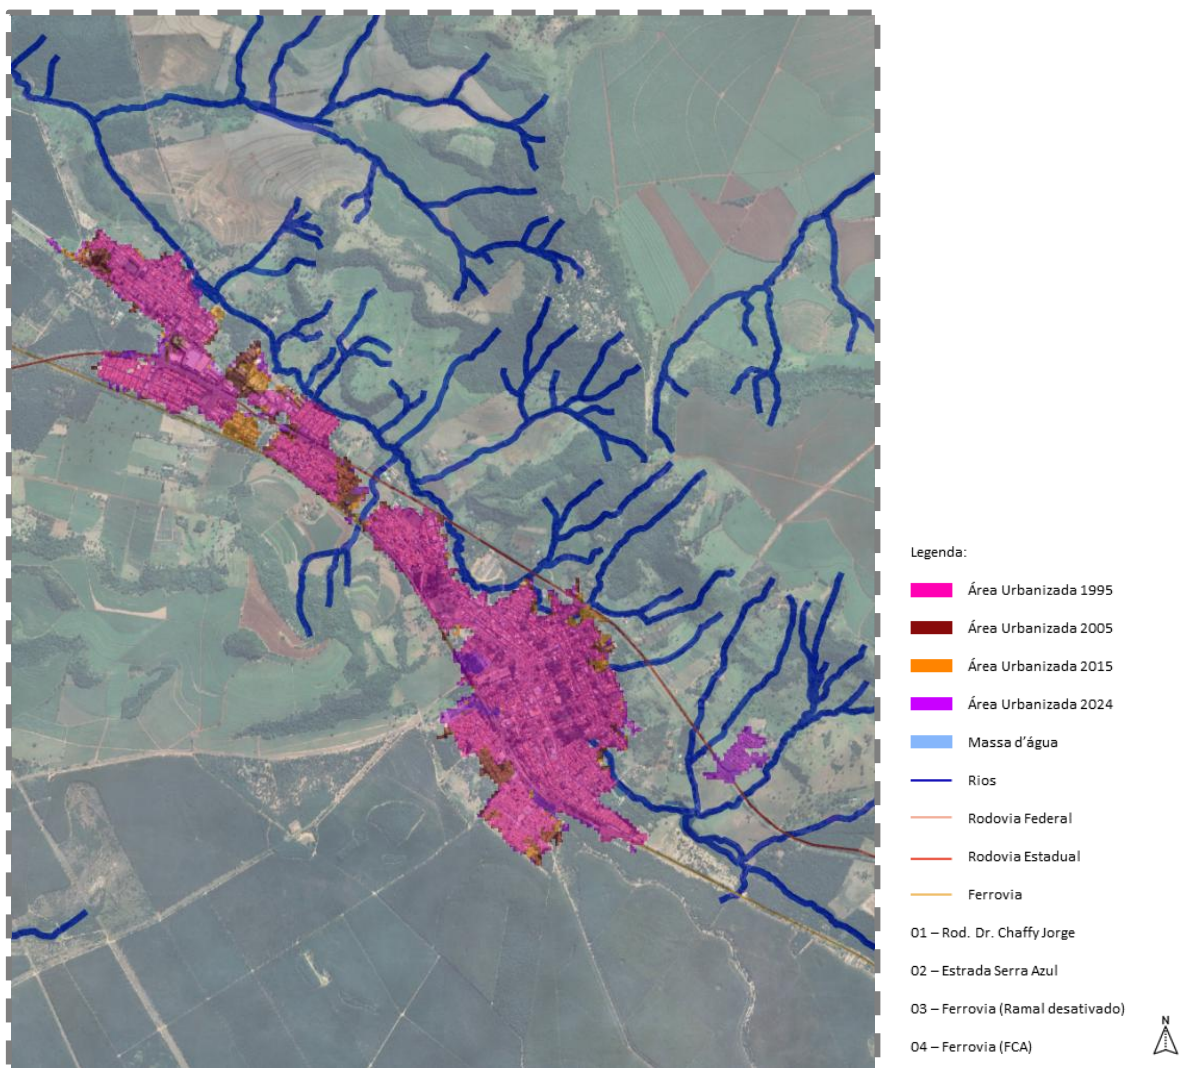 Legenda:
Área Urbanizada 1995
Área Urbanizada 2005
Área Urbanizada 2015
Área Urbanizada 2024
Massa d’água
Rios
Rodovia Federal
Rodovia Estadual
Ferrovia
01 – Rod. Dr. Chaffy Jorge
02 – Estrada Serra Azul
03 – Ferrovia (Ramal desativado)
04 – Ferrovia (FCA)
N